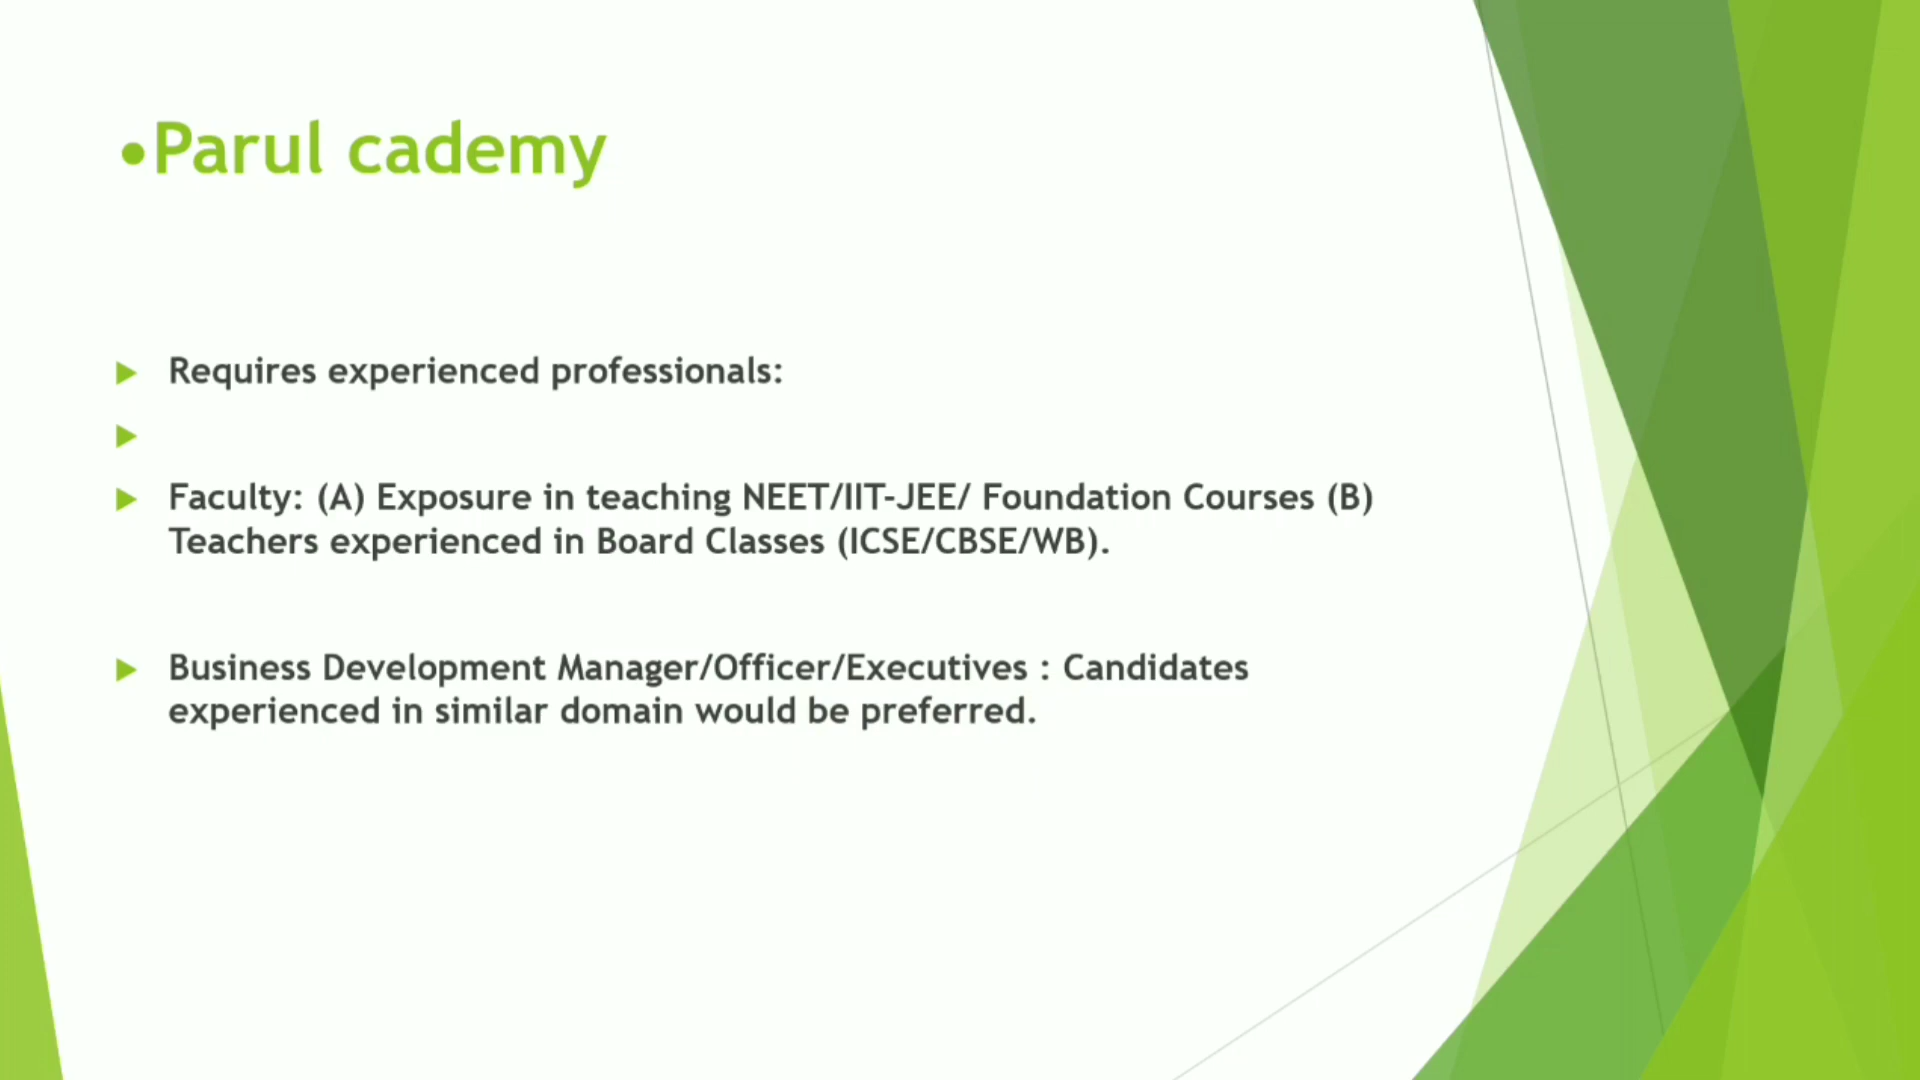 •Parul cademy
Requires experienced professionals:
Faculty: (A) Exposure in teaching NEET/IIT-JEE/ Foundation Courses (B)
Teachers experienced in Board Classes (ICSE/CBSE/WB).
Business Development Manager/Officer/Executives : Candidates
experienced in similar domain would be preferred.